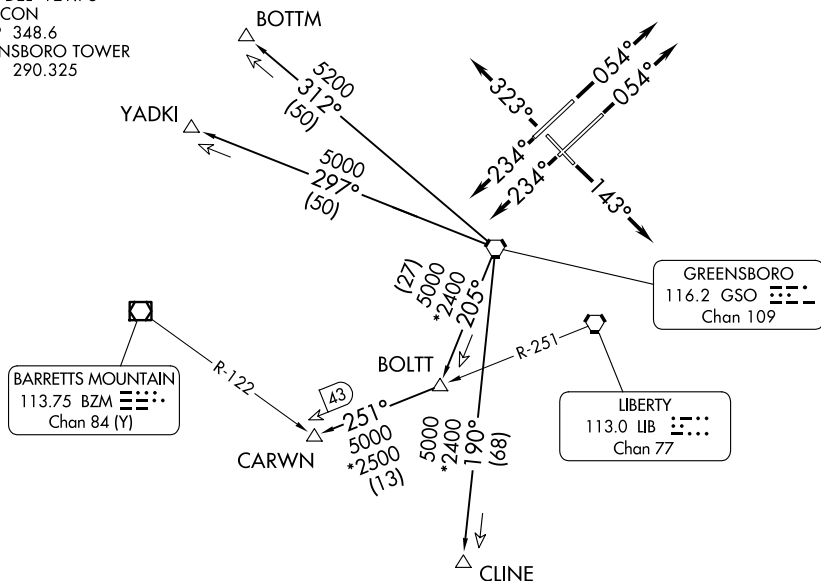 348.6
NSBORO TOWER
290.325
BOTTM
YADKI
5200
312°
(50)
5000
297°
(50)
323°
054°
054°
234°
234°
143°
GREENSBORO
116.2 GSO
Chan 109
(27)
5000
*2400
205°
BOLTT
R-251
R-122
BARRETTS MOUNTAIN
113.75 BZM
Chan 84 (Y)
43
251°
5000
*2500
(13)
CARWN
5000
*2400
190°
(68)
LIBERTY
113.0 LIB
Chan 77
CLINE